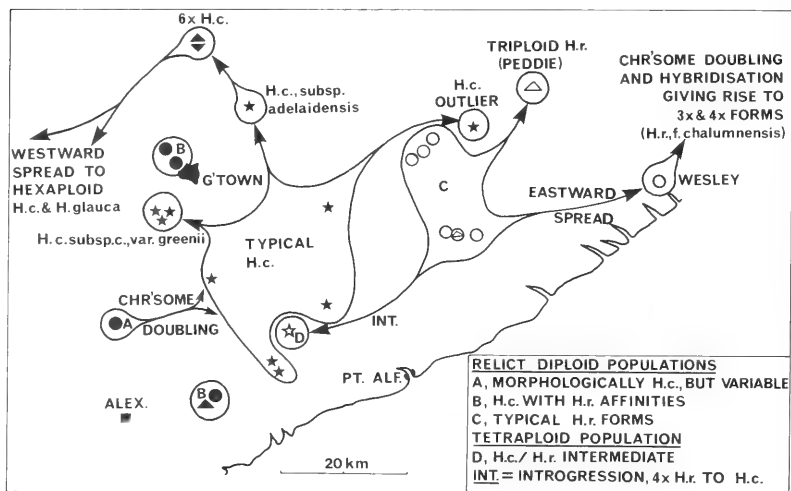 6x H.c.
TRIPLOID H.r.
(PEDDIE)
CHR'SOME DOUBLING
AND HYBRIDISATION
GIVING RISE TO
3x & 4x FORMS
(H.r., f. chalumnensis)
H.c., subsp.
adelaidensis
H.c.
OUTLIER
WESTWARD
SPREAD TO
HEXAPLOID
H.c. & H. glauca
B
G'TOWN
C
WESLEY
EASTWARD
SPREAD
H.c. subsp.c., var. greenii
TYPICAL
H.c.
CHR'SOME
DOUBLING
A
D
INT.
PT. ALF.
B
ALEX.
20 km
RELICT DIPLOID POPULATIONS
A, MORPHOLOGICALLY H.c., BUT VARIABLE
B, H.c. WITH H.r. AFFINITIES
C, TYPICAL H.r. FORMS
TETRAPLOID POPULATION
D, H.c./ H.r. INTERMEDIATE
INT. = INTROGRESSION, 4x H.r. TO H.c.